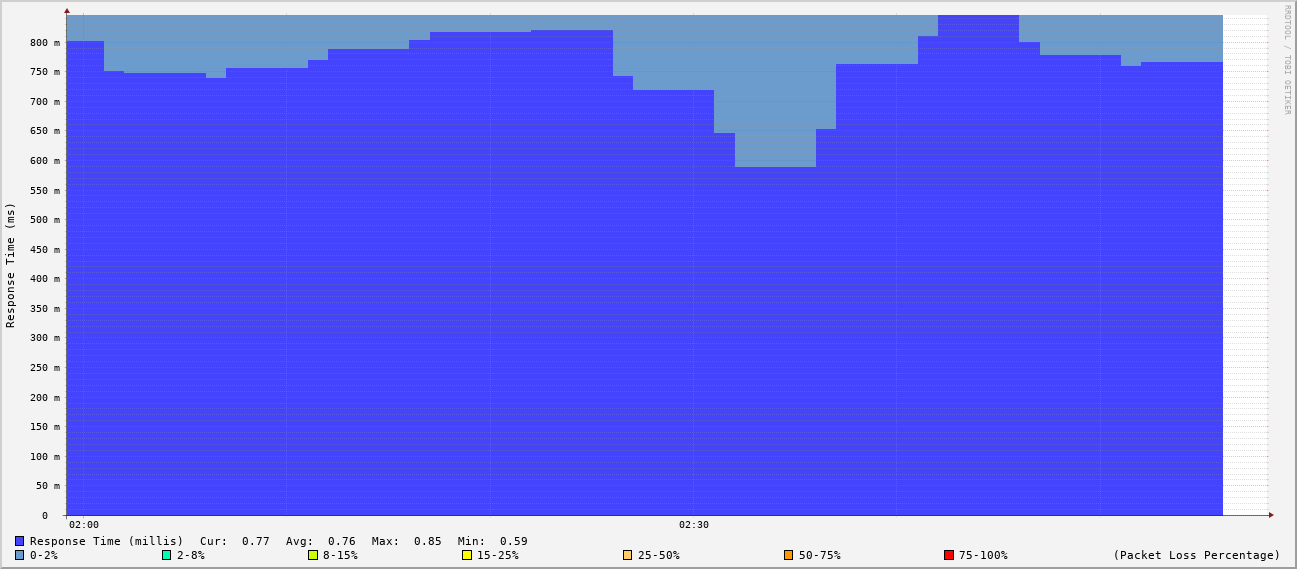 RRDTOOL / TOBI OETIKER
Response Time (ms)
800 m
750 m
700 m
650 m
600 m
550 m
500 m
450 m
400 m
350 m
300 m
250 m
200 m
150 m
100 m
50 m
0
02:00 02:30
Response Time (millis) Cur: 0.77 Avg: 0.76 Max: 0.85 Min: 0.59
0-2% 2-8% 8-15% 15-25% 25-50% 50-75% 75-100% (Packet Loss Percentage)